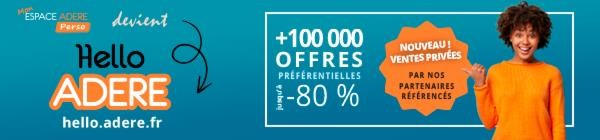 Mon
ESPACE ADERE
Perso
devient
Hello
ADERE
hello.adere.fr
+100 000
OFFRES
PRÉFÉRENTIELLES
jusqu'à
-80 %
NOUVEAU !
VENTES PRIVÉES
PAR NOS
PARTENAIRES
RÉFÉRENCÉS